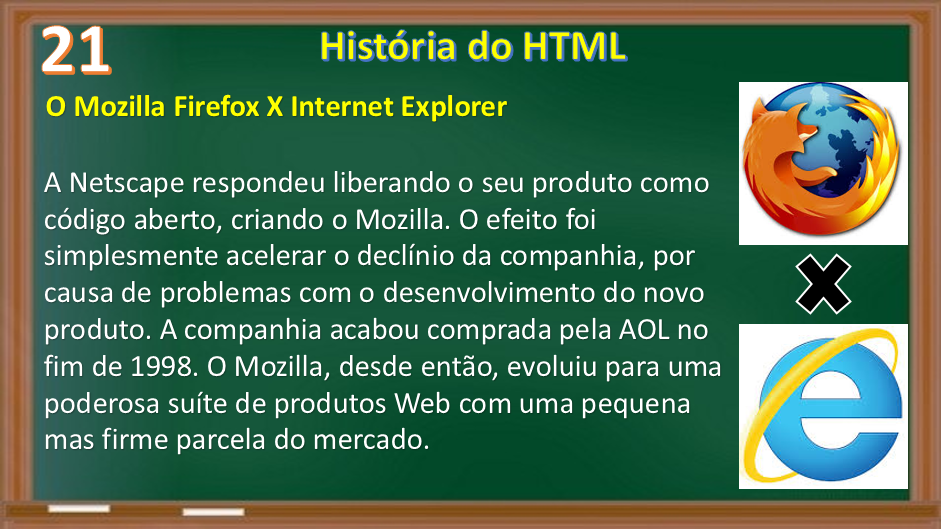 21
História do HTML
O Mozilla Firefox X Internet Explorer
A Netscape respondeu liberando o seu produto como
código aberto, criando o Mozilla. O efeito foi
simplesmente acelerar o declínio da companhia, por
causa de problemas com o desenvolvimento do novo
produto. A companhia acabou comprada pela AOL no
fim de 1998. O Mozilla, desde então, evoluiu para uma
poderosa suíte de produtos Web com uma pequena
mas firme parcela do mercado.